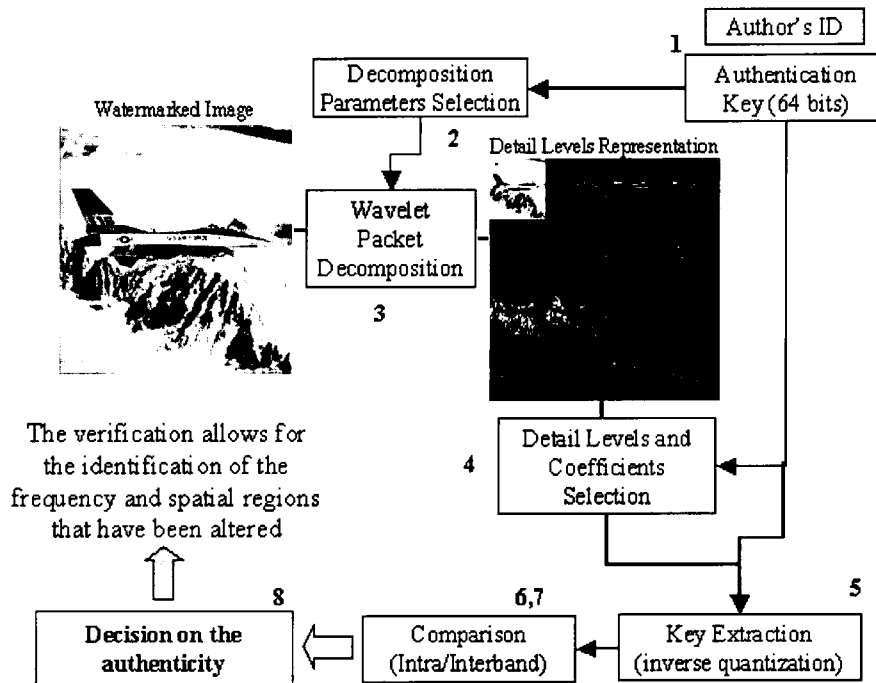 Author's ID
1
Authentication
Key (64 bits)
Decomposition
Parameters Selection
2
Watermarked Image
Detail Levels Representation
Wavelet
Packet
Decomposition
3
4
Detail Levels and
Coefficients
Selection
The verification allows for
the identification of the
frequency and spatial regions
that have been altered
8
Decision on the
authenticity
6,7
Comparison
(Intra/Interband)
5
Key Extraction
(inverse quantization)